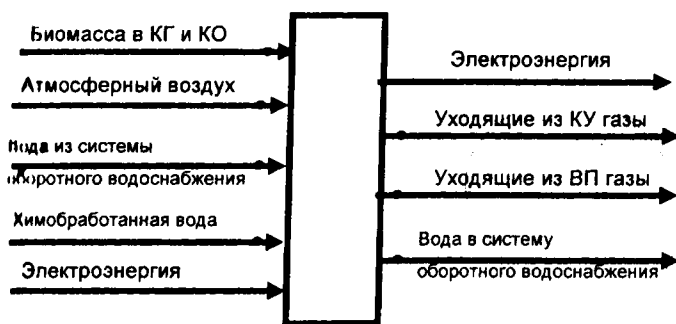 Биомасса в КГ и КО
Атмосферный воздух
Вода из системы
оборотного водоснабжения
Химобработанная вода
Электроэнергия
Электроэнергия
Уходящие из КУ газы
Уходящие из ВП газы
Вода в систему
оборотного водоснабжения